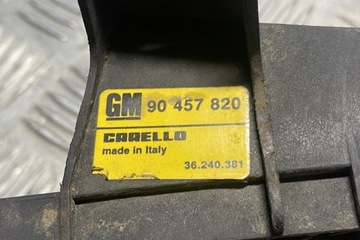 GM 90 457 820
CARELLO
made in Italy
36.240.381